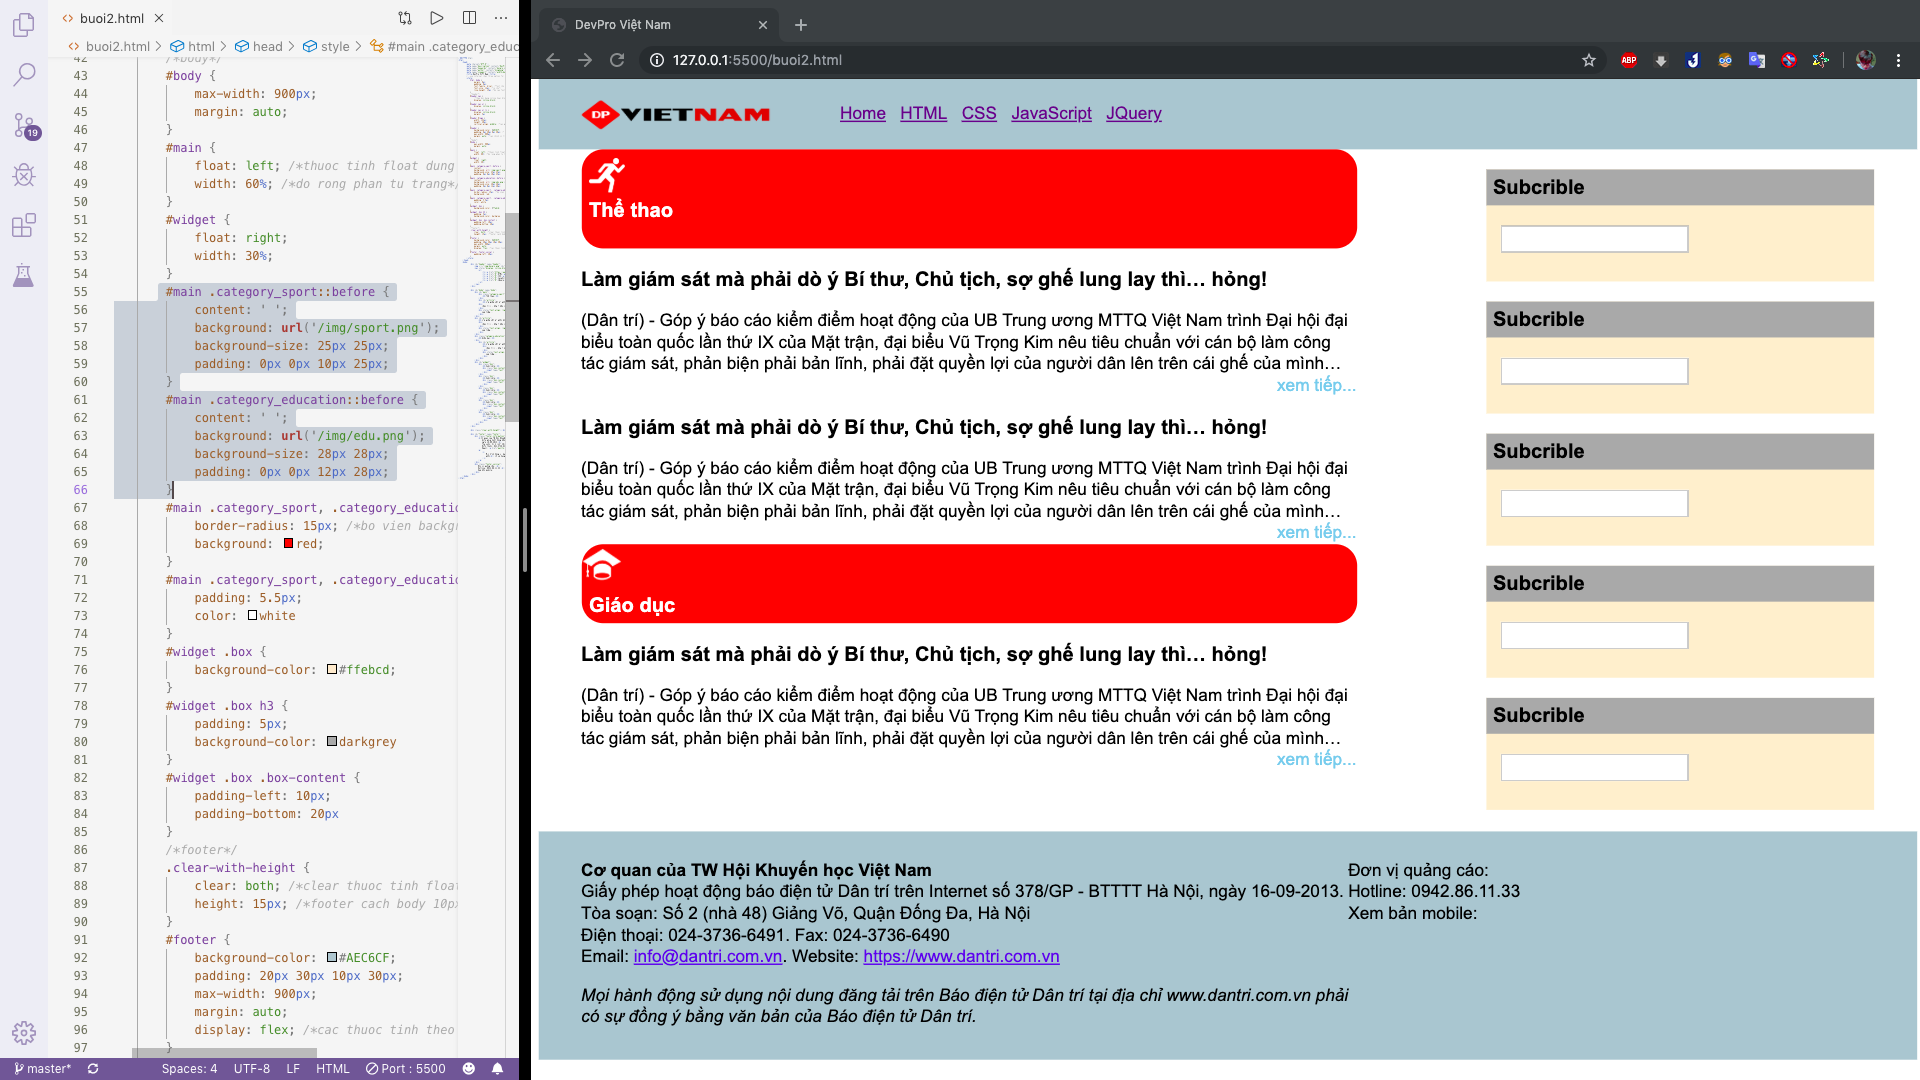 buoi2.html
buoi2.html > html > head > style > #main .category_educ
42 /*body*/
43 #body {
44 max-width: 900px;
45 margin: auto;
46 }
47 #main {
48 float: left; /*thuoc tinh float dung
49 width: 60%; /*do rong phan tu trang*/
50 }
51 #widget {
52 float: right;
53 width: 30%;
54 }
55 #main .category_sport::before {
56 content: ' ';
57 background: url('/img/sport.png');
58 background-size: 25px 25px;
59 padding: 0px 0px 10px 25px;
60 }
61 #main .category_education::before {
62 content: ' ';
63 background: url('/img/edu.png');
64 background-size: 28px 28px;
65 padding: 0px 0px 12px 28px;
66 }
67 #main .category_sport, .category_educatio
68 border-radius: 15px; /*bo vien backgr
69 background: red;
70 }
71 #main .category_sport, .category_educatio
72 padding: 5.5px;
73 color: white
74 }
75 #widget .box {
76 background-color: #ffebcd;
77 }
78 #widget .box h3 {
79 padding: 5px;
80 background-color: darkgrey
81 }
82 #widget .box .box-content {
83 padding-left: 10px;
84 padding-bottom: 20px
85 }
86 /*footer*/
87 .clear-with-height {
88 clear: both; /*clear thuoc tinh float
89 height: 15px; /*footer cach body 10px
90 }
91 #footer {
92 background-color: #AEC6CF;
93 padding: 20px 30px 10px 30px;
94 max-width: 900px;
95 margin: auto;
96 display: flex; /*cac thuoc tinh theo
97 }
19
master* Spaces: 4 UTF-8 LF HTML Port : 5500
DevPro Việt Nam
127.0.0.1:5500/buoi2.html
ABP
DP VIETNAM
Home HTML CSS JavaScript JQuery
Thể thao
Làm giám sát mà phải dò ý Bí thư, Chủ tịch, sợ ghế lung lay thì… hỏng!
(Dân trí) - Góp ý báo cáo kiểm điểm hoạt động của UB Trung ương MTTQ Việt Nam trình Đại hội đại
biểu toàn quốc lần thứ IX của Mặt trận, đại biểu Vũ Trọng Kim nêu tiêu chuẩn với cán bộ làm công
tác giám sát, phản biện phải bản lĩnh, phải đặt quyền lợi của người dân lên trên cái ghế của mình…
xem tiếp...
Làm giám sát mà phải dò ý Bí thư, Chủ tịch, sợ ghế lung lay thì… hỏng!
(Dân trí) - Góp ý báo cáo kiểm điểm hoạt động của UB Trung ương MTTQ Việt Nam trình Đại hội đại
biểu toàn quốc lần thứ IX của Mặt trận, đại biểu Vũ Trọng Kim nêu tiêu chuẩn với cán bộ làm công
tác giám sát, phản biện phải bản lĩnh, phải đặt quyền lợi của người dân lên trên cái ghế của mình…
xem tiếp...
Giáo dục
Làm giám sát mà phải dò ý Bí thư, Chủ tịch, sợ ghế lung lay thì… hỏng!
(Dân trí) - Góp ý báo cáo kiểm điểm hoạt động của UB Trung ương MTTQ Việt Nam trình Đại hội đại
biểu toàn quốc lần thứ IX của Mặt trận, đại biểu Vũ Trọng Kim nêu tiêu chuẩn với cán bộ làm công
tác giám sát, phản biện phải bản lĩnh, phải đặt quyền lợi của người dân lên trên cái ghế của mình…
xem tiếp...
Subcrible
Subcrible
Subcrible
Subcrible
Subcrible
Cơ quan của TW Hội Khuyến học Việt Nam
Giấy phép hoạt động báo điện tử Dân trí trên Internet số 378/GP - BTTTT Hà Nội, ngày 16-09-2013.
Tòa soạn: Số 2 (nhà 48) Giảng Võ, Quận Đống Đa, Hà Nội
Điện thoại: 024-3736-6491. Fax: 024-3736-6490
Email: info@dantri.com.vn. Website: https://www.dantri.com.vn
Mọi hành động sử dụng nội dung đăng tải trên Báo điện tử Dân trí tại địa chỉ www.dantri.com.vn phải
có sự đồng ý bằng văn bản của Báo điện tử Dân trí.
Đơn vị quảng cáo:
Hotline: 0942.86.11.33
Xem bản mobile: